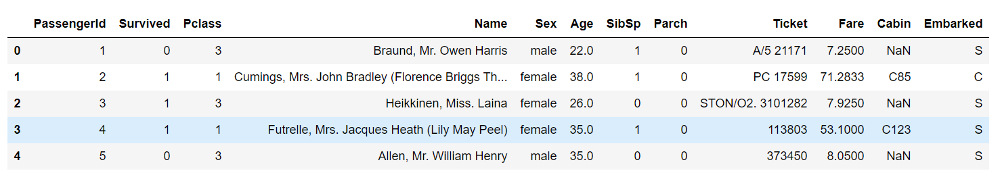 PassengerId Survived Pclass Name Sex Age SibSp Parch Ticket Fare Cabin Embarked
0 1 0 3 Braund, Mr. Owen Harris male 22.0 1 0 A/5 21171 7.2500 NaN S
1 2 1 1 Cumings, Mrs. John Bradley (Florence Briggs Th... female 38.0 1 0 PC 17599 71.2833 C85 C
2 3 1 3 Heikkinen, Miss. Laina female 26.0 0 0 STON/O2. 3101282 7.9250 NaN S
3 4 1 1 Futrelle, Mrs. Jacques Heath (Lily May Peel) female 35.0 1 0 113803 53.1000 C123 S
4 5 0 3 Allen, Mr. William Henry male 35.0 0 0 373450 8.0500 NaN S